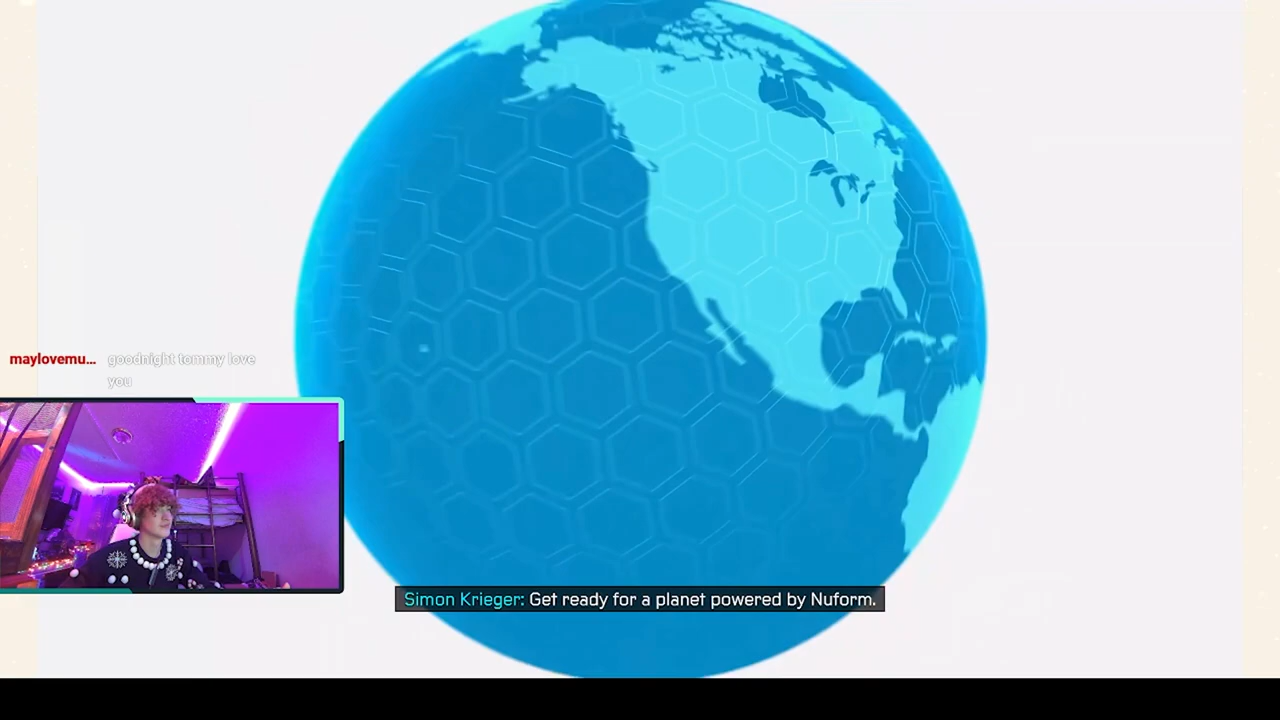 maylovemu... goodnight tommy love
you
Simon Krieger: Get ready for a planet powered by Nuform.